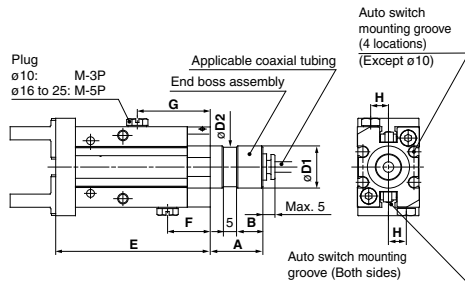 Plug
ø10: M-3P
ø16 to 25: M-5P
Applicable coaxial tubing
End boss assembly
Auto switch
mounting groove
(4 locations)
(Except ø10)
G
øD2
øD1
H
Max. 5
F
5
B
E
A
H
Auto switch mounting
groove (Both sides)